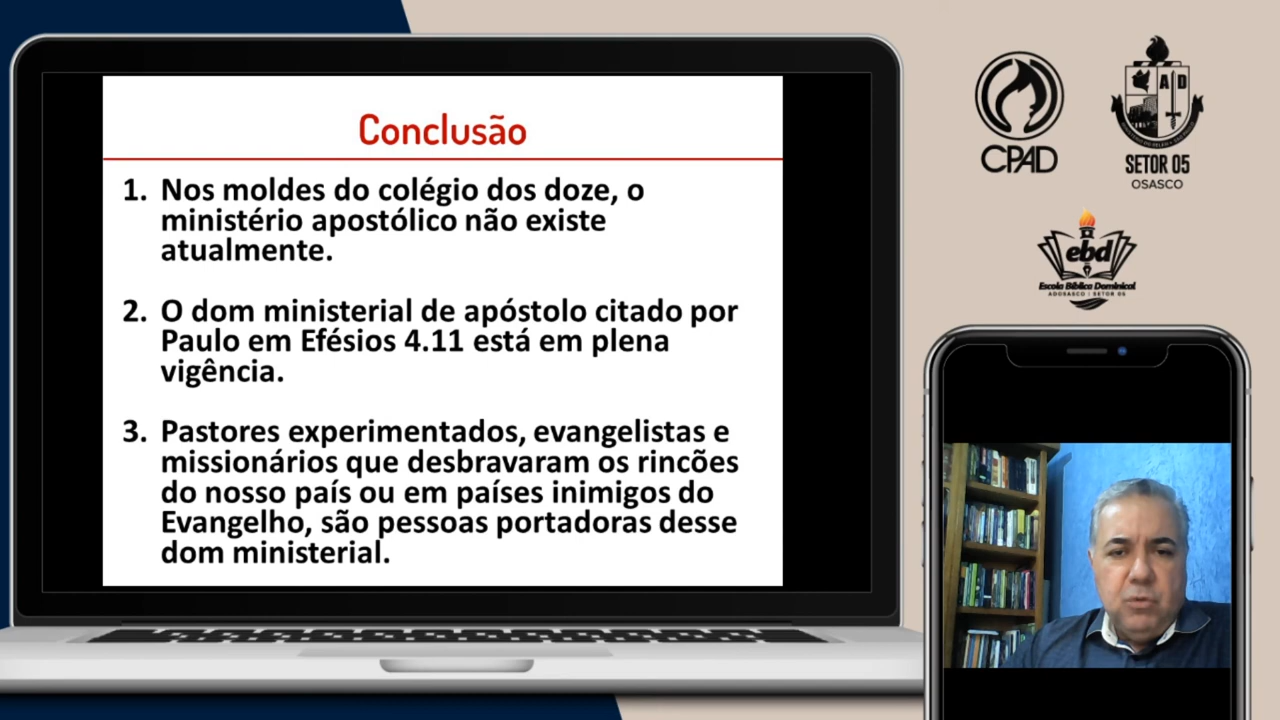 Conclusão
1. Nos moldes do colégio dos doze, o
ministério apostólico não existe
atualmente.
2. O dom ministerial de apóstolo citado por
Paulo em Efésios 4.11 está em plena
vigência.
3. Pastores experimentados, evangelistas e
missionários que desbravaram os rincões
do nosso país ou em países inimigos do
Evangelho, são pessoas portadoras desse
dom ministerial.
CPAD
A D
SETOR 05
OSASCO
ebd
Escola Bíblica Dominical
ADOSASCO | SETOR 05